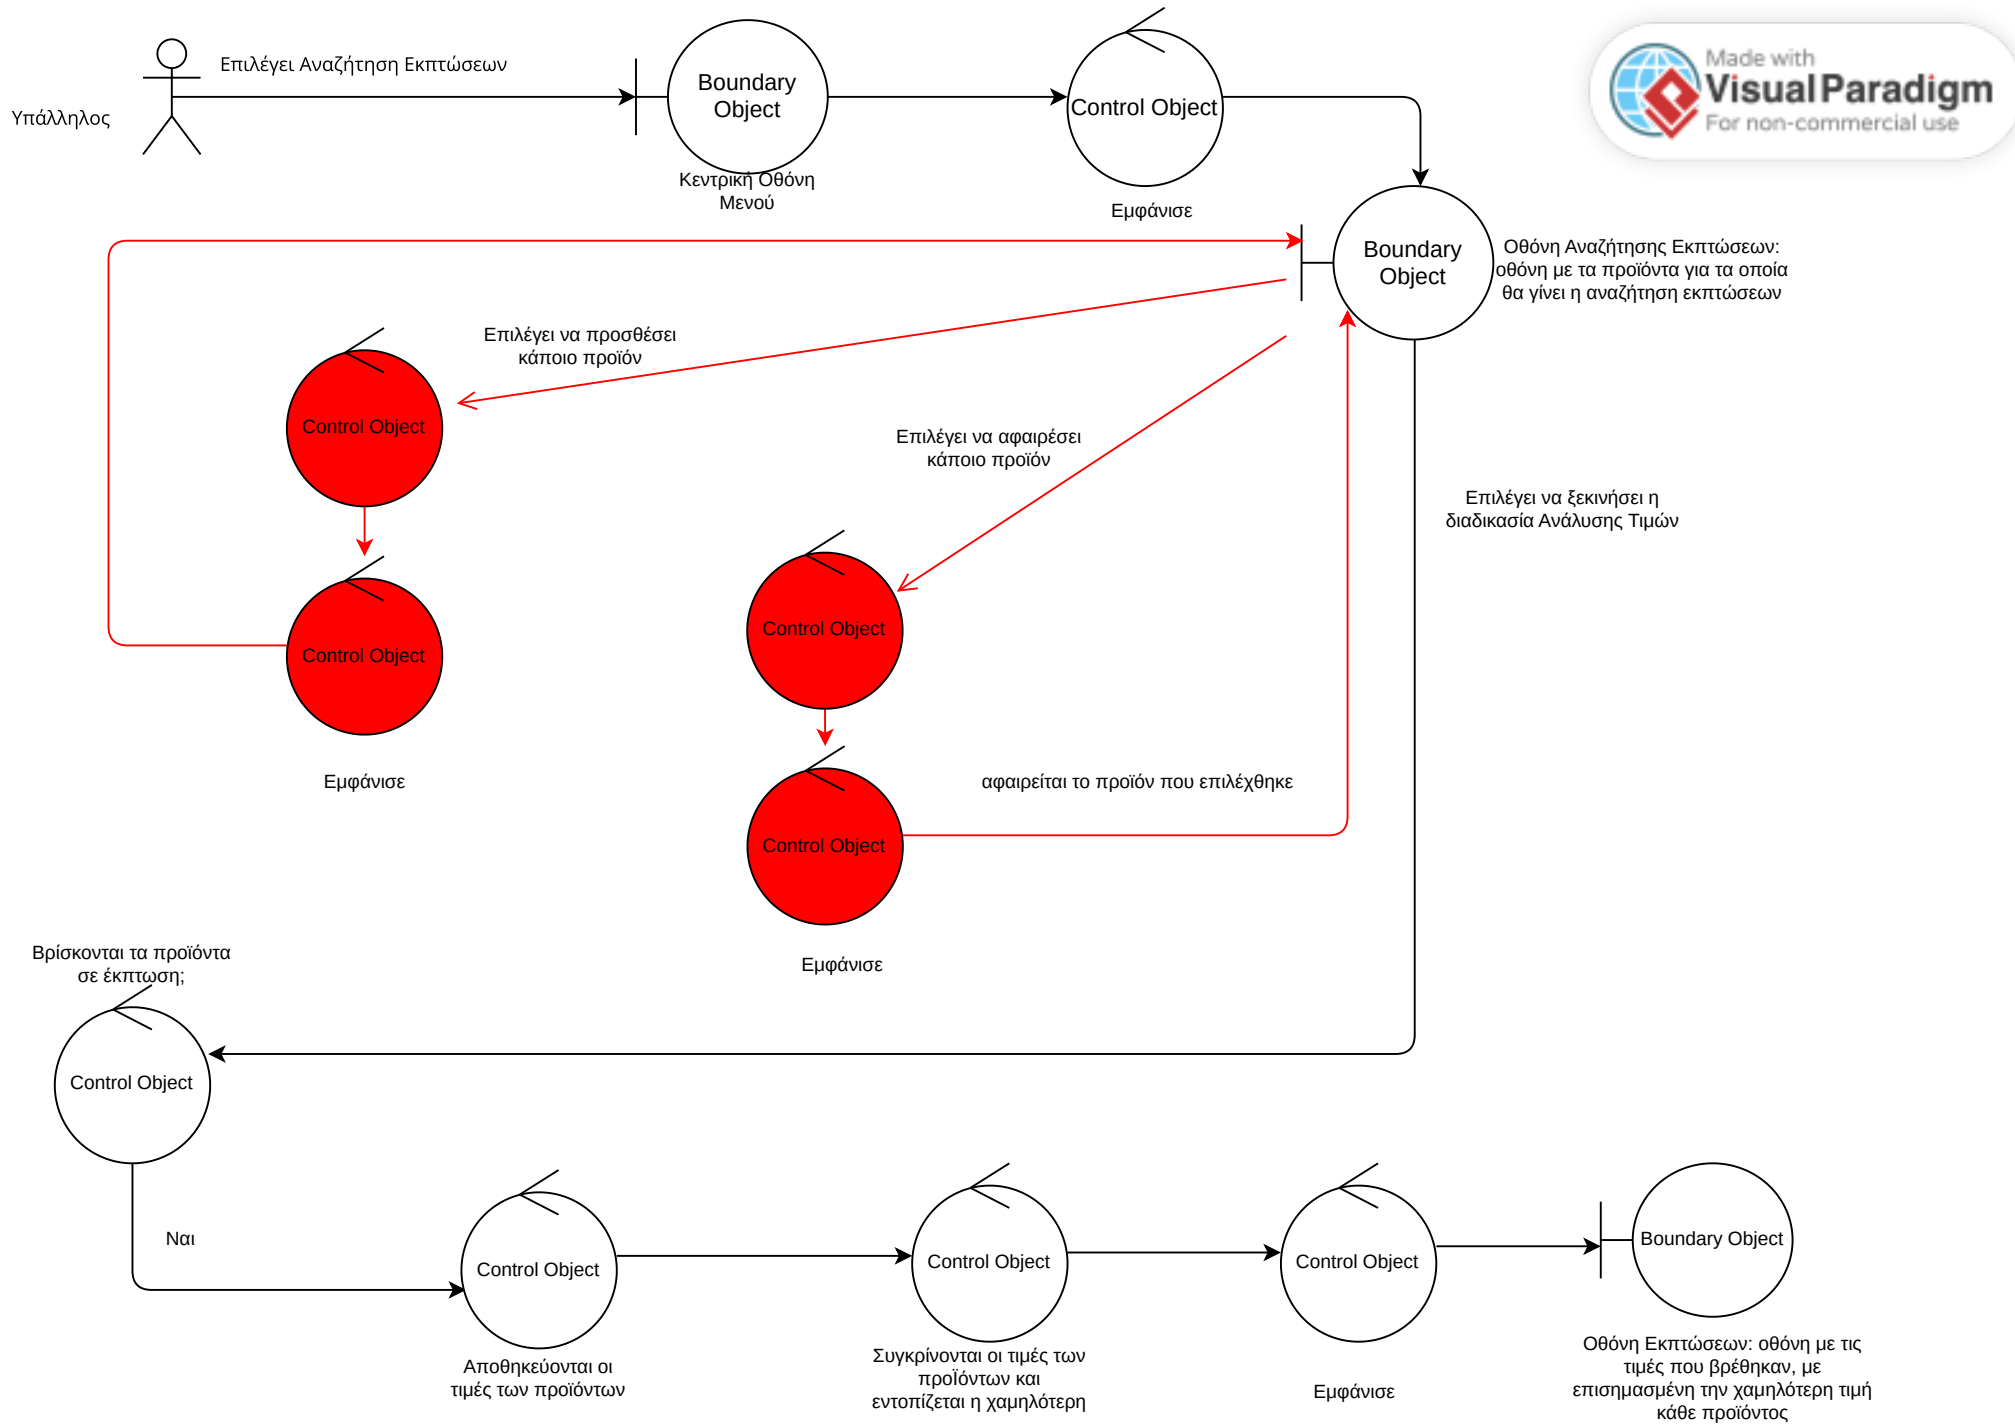 Επιλέγει Αναζήτηση Εκπτώσεων
Υπάλληλος
Boundary
Object
Κεντρική Οθόνη
Μενού
Control Object
Εμφάνισε
Made with
Visual Paradigm
For non-commercial use
Boundary
Object
Οθόνη Αναζήτησης Εκπτώσεων:
οθόνη με τα προϊόντα για τα οποία
θα γίνει η αναζήτηση εκπτώσεων
Επιλέγει να προσθέσει
κάποιο προϊόν
Control Object
Επιλέγει να αφαιρέσει
κάποιο προϊόν
Επιλέγει να ξεκινήσει η
διαδικασία Ανάλυσης Τιμών
Control Object
Control Object
Εμφάνισε
αφαιρείται το προϊόν που επιλέχθηκε
Control Object
Εμφάνισε
Βρίσκονται τα προϊόντα
σε έκπτωση;
Control Object
Ναι
Control Object
Αποθηκεύονται οι
τιμές των προϊόντων
Control Object
Συγκρίνονται οι τιμές των
προΪόντων και
εντοπίζεται η χαμηλότερη
Control Object
Εμφάνισε
Boundary Object
Οθόνη Εκπτώσεων: οθόνη με τις
τιμές που βρέθηκαν, με
επισημασμένη την χαμηλότερη τιμή
κάθε προϊόντος